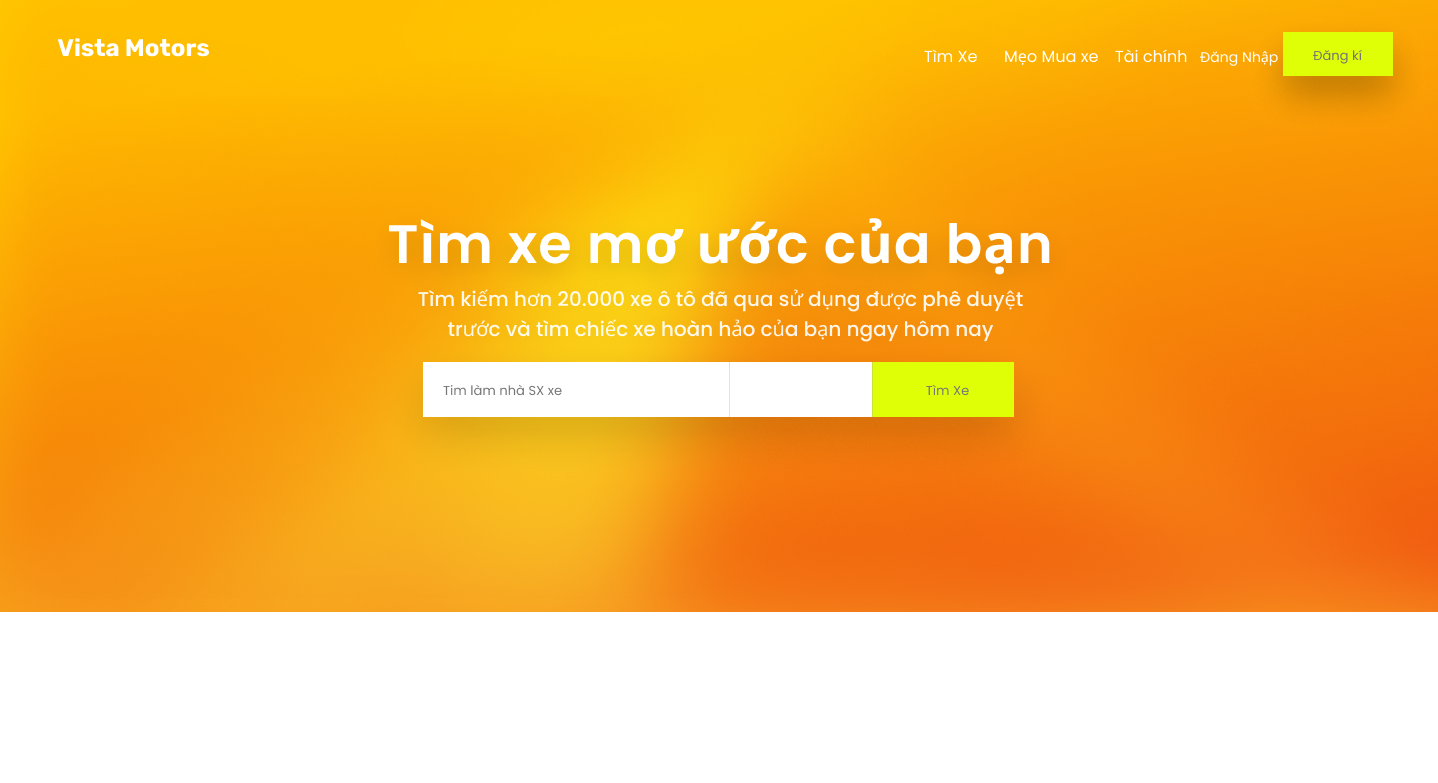 Vista Motors
Tìm Xe Mẹo Mua xe Tài chính Đăng Nhập Đăng kí
Tìm xe mơ ước của bạn
Tìm kiếm hơn 20.000 xe ô tô đã qua sử dụng được phê duyệt
trước và tìm chiếc xe hoàn hảo của bạn ngay hôm nay
Tìm làm nhà SX xe
Tìm Xe